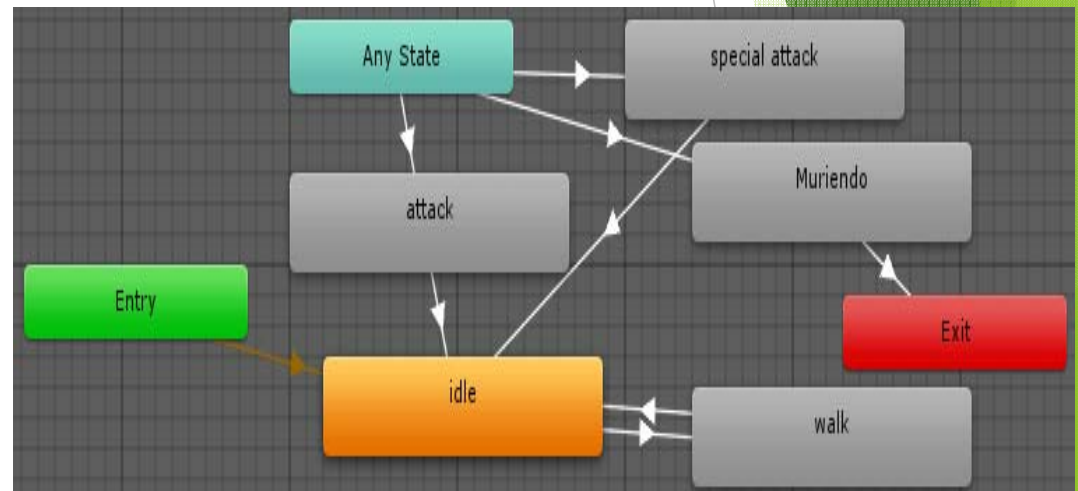 Any State
special attack
Muriendo
attack
Entry
Exit
idle
walk